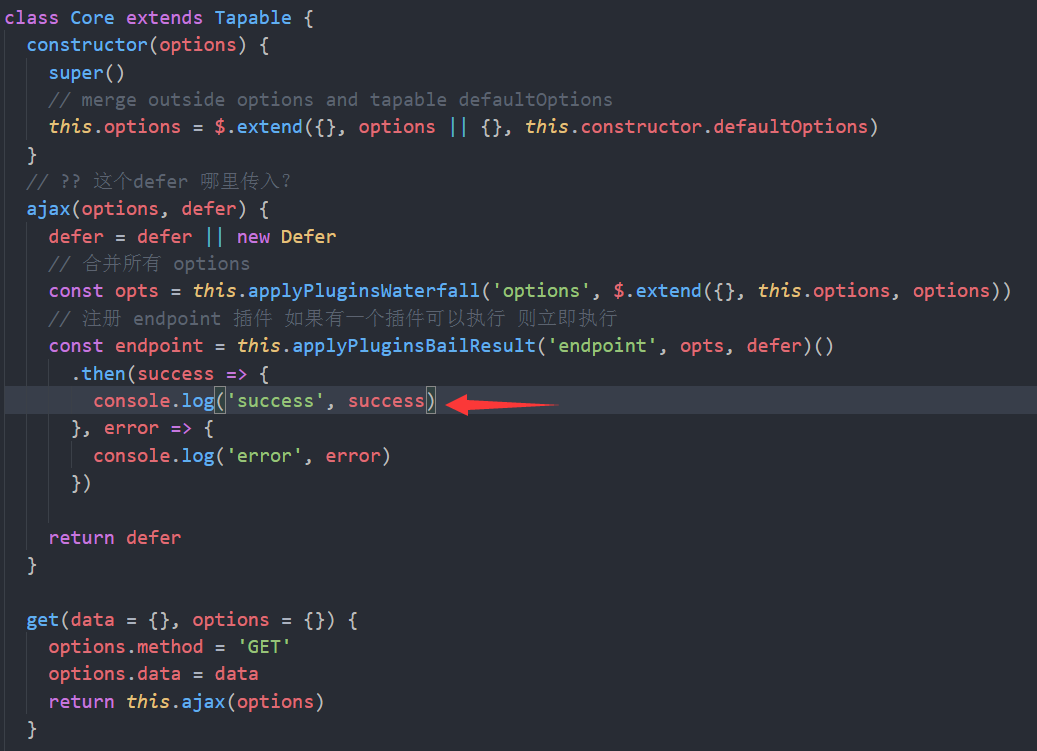 class Core extends Tapable {
constructor(options) {
super()
// merge outside options and tapable defaultOptions
this.options = $.extend({}, options || {}, this.constructor.defaultOptions)
}
// ?? 这个defer 哪里传入？
ajax(options, defer) {
defer = defer || new Defer
// 合并所有 options
const opts = this.applyPluginsWaterfall('options', $.extend({}, this.options, options))
// 注册 endpoint 插件 如果有一个插件可以执行 则立即执行
const endpoint = this.applyPluginsBailResult('endpoint', opts, defer)()
.then(success => {
console.log('success', success)
}, error => {
console.log('error', error)
})
return defer
}
get(data = {}, options = {}) {
options.method = 'GET'
options.data = data
return this.ajax(options)
}